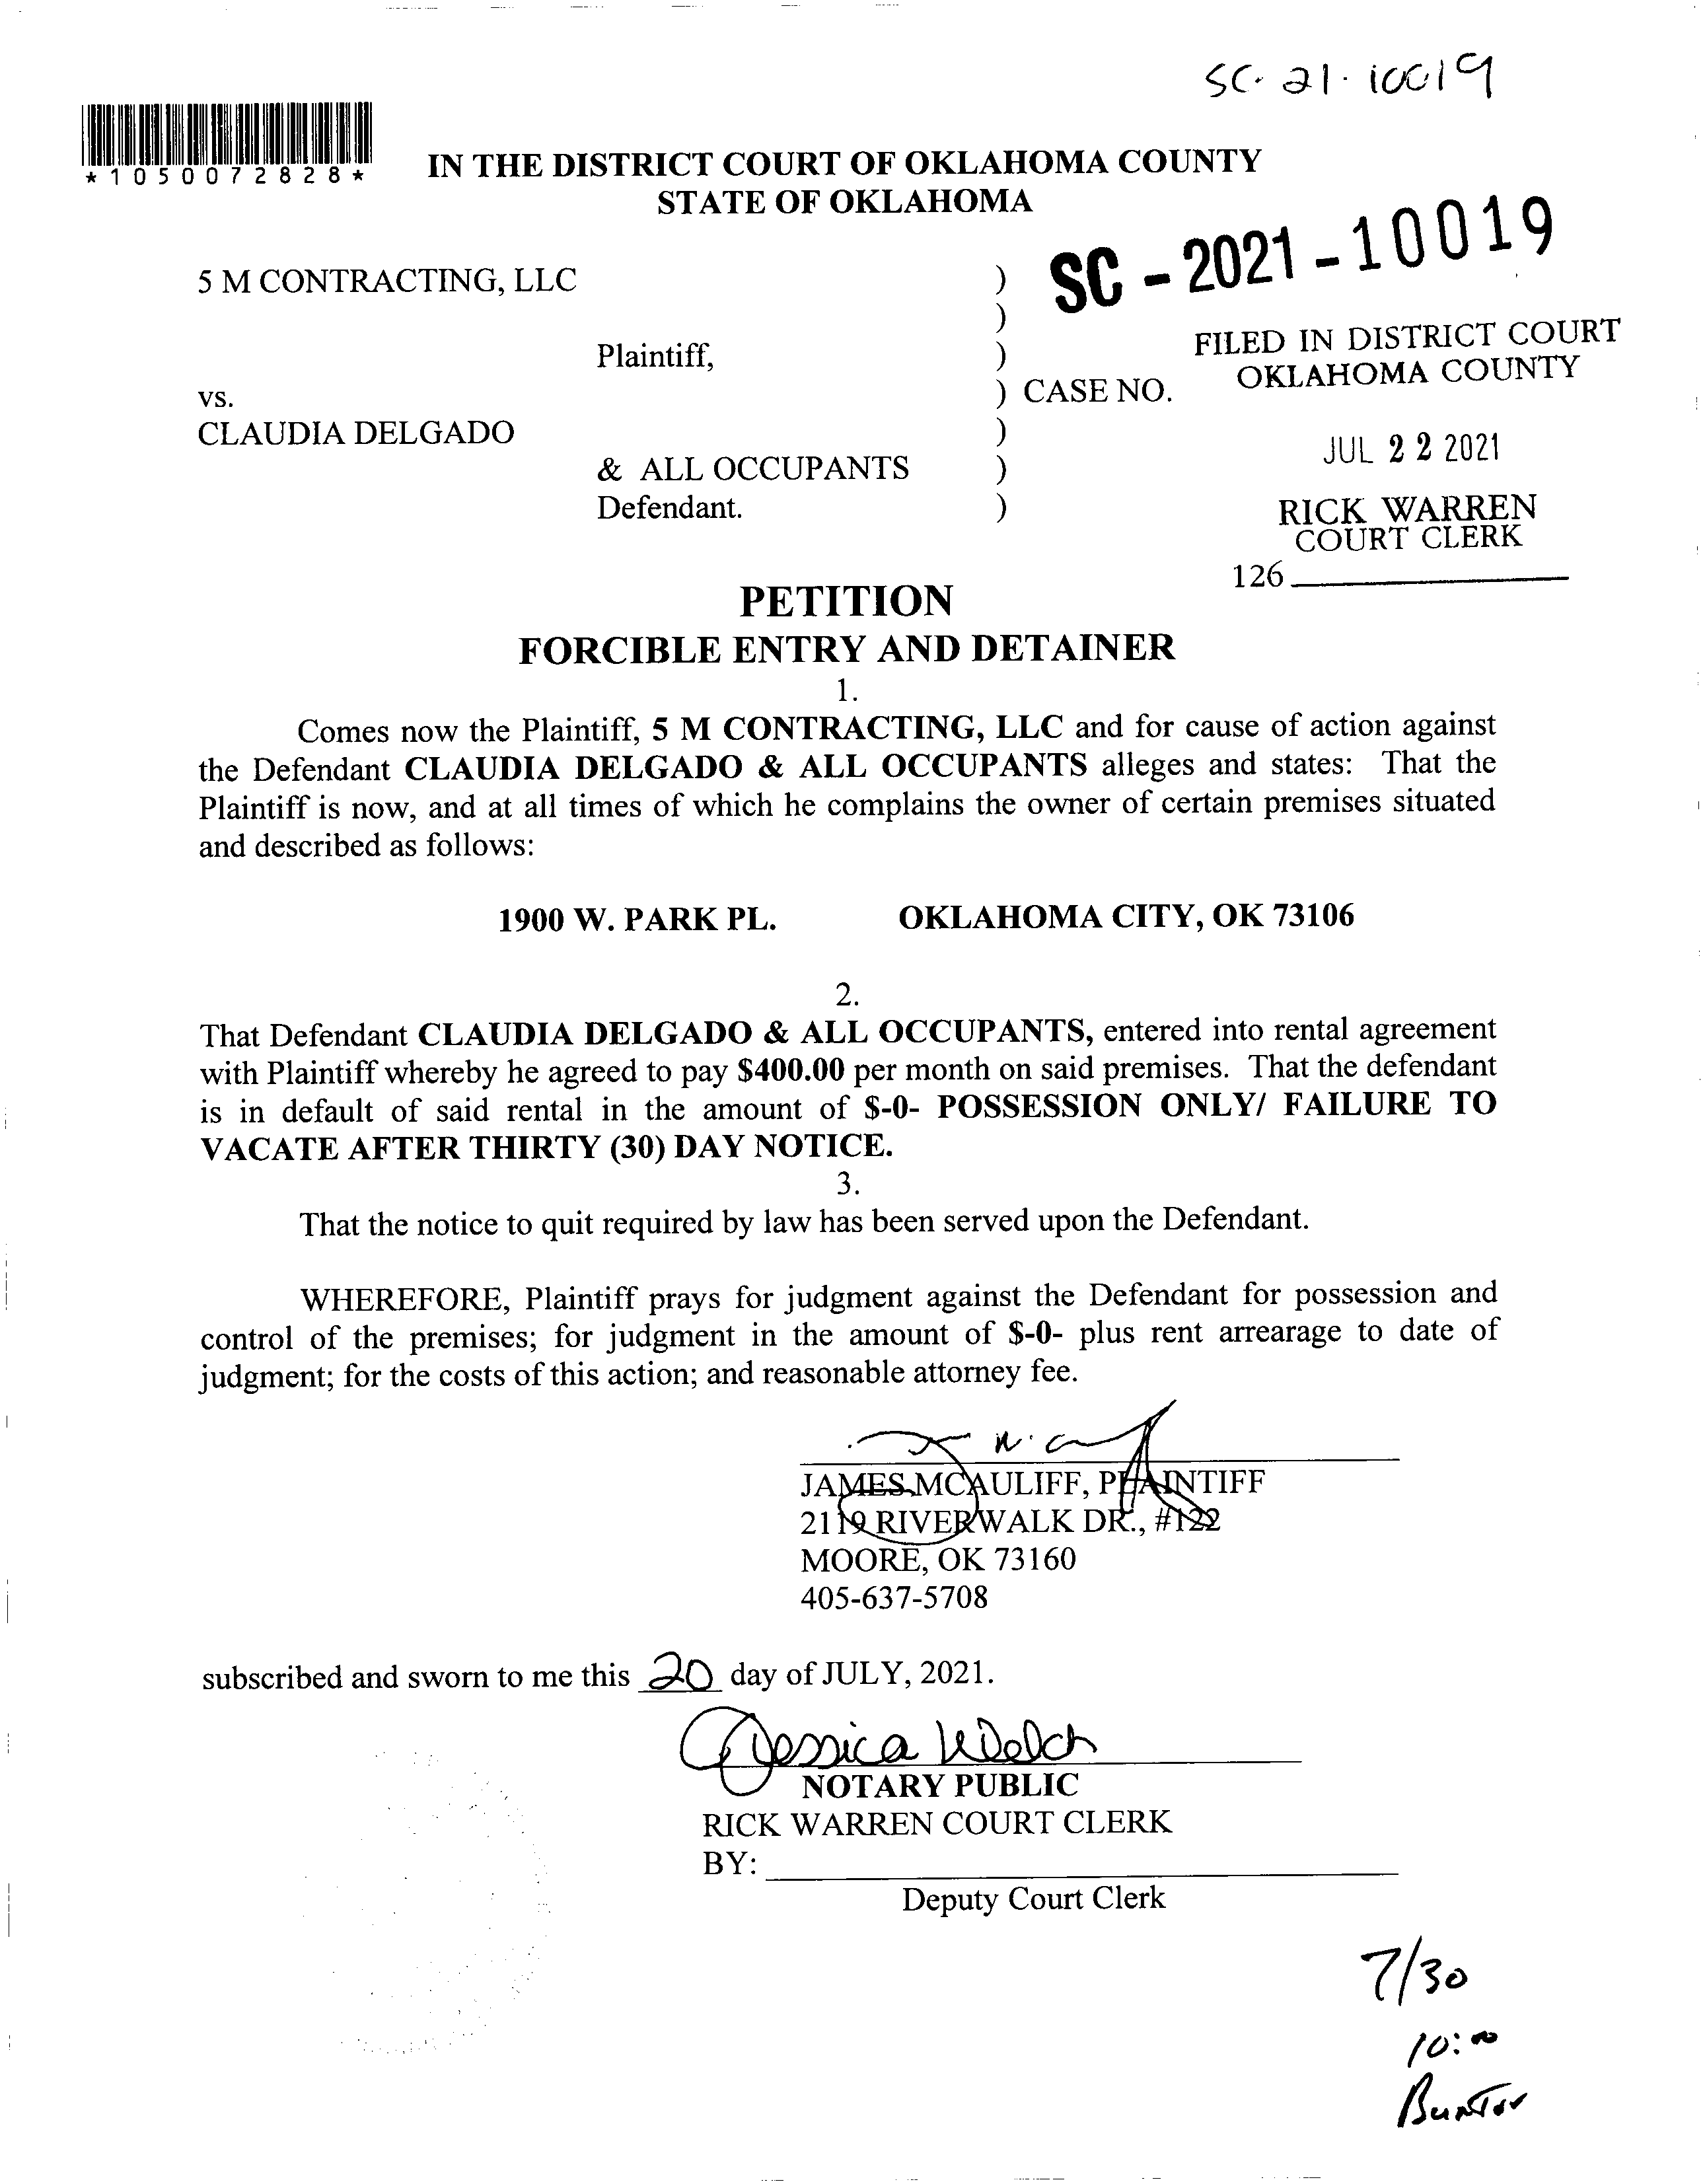 SC-21-10019
*1050072828*
IN THE DISTRICT COURT OF OKLAHOMA COUNTY
STATE OF OKLAHOMA
SC-2021-10019
5 M CONTRACTING, LLC )
)
Plaintiff, )
FILED IN DISTRICT COURT
OKLAHOMA COUNTY
vs. ) CASE NO.
CLAUDIA DELGADO )
JUL 22 2021
& ALL OCCUPANTS )
Defendant. )
RICK WARREN
COURT CLERK
126
PETITION
FORCIBLE ENTRY AND DETAINER
1.
Comes now the Plaintiff, 5 M CONTRACTING, LLC and for cause of action against
the Defendant CLAUDIA DELGADO & ALL OCCUPANTS alleges and states: That the
Plaintiff is now, and at all times of which he complains the owner of certain premises situated
and described as follows:
1900 W. PARK PL. OKLAHOMA CITY, OK 73106
2.
That Defendant CLAUDIA DELGADO & ALL OCCUPANTS, entered into rental agreement
with Plaintiff whereby he agreed to pay $400.00 per month on said premises. That the defendant
is in default of said rental in the amount of $-0- POSSESSION ONLY/ FAILURE TO
VACATE AFTER THIRTY (30) DAY NOTICE.
3.
That the notice to quit required by law has been served upon the Defendant.
WHEREFORE, Plaintiff prays for judgment against the Defendant for possession and
control of the premises; for judgment in the amount of $-0- plus rent arrearage to date of
judgment; for the costs of this action; and reasonable attorney fee.
JAMES MCAULIFF, PLAINTIFF
2119 RIVERWALK DR., #122
MOORE, OK 73160
405-637-5708
subscribed and sworn to me this 20 day of JULY, 2021.
Jessica Welch
NOTARY PUBLIC
RICK WARREN COURT CLERK
BY:
Deputy Court Clerk
7/30
10:00